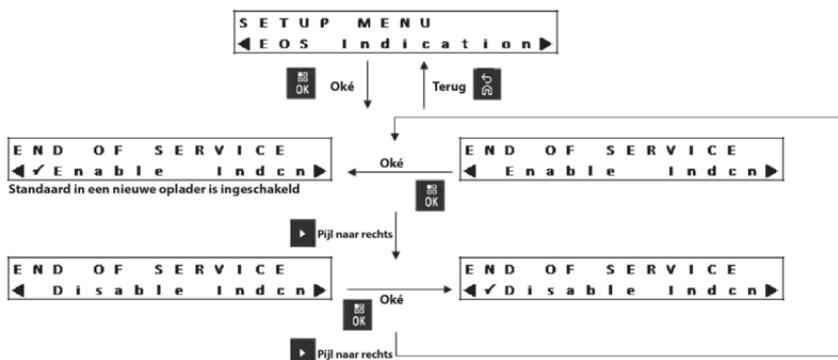 SETUP MENU
◀EOS Indication▶
OK
Oké
Terug
END OF SERVICE
◀✓Enable Indcn▶
Standaard in een nieuwe oplader is ingeschakeld
Oké
OK
END OF SERVICE
◀ Enable Indcn▶
Pijl naar rechts
END OF SERVICE
◀ Disable Indcn▶
OK
Oké
END OF SERVICE
◀✓Disable Indcn▶
Pijl naar rechts